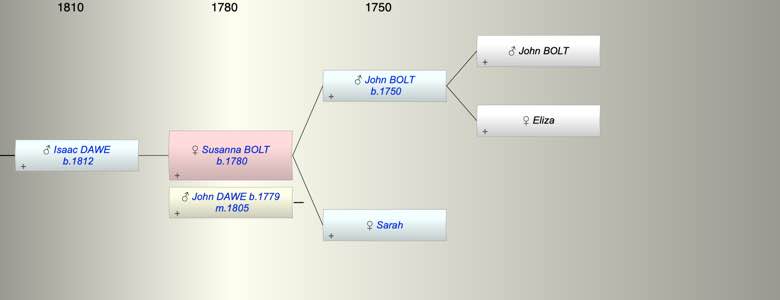 1810 1780 1750
♂ John BOLT
+
♂ John BOLT
b.1750
+
♀ Eliza
+
♂ Isaac DAWE
b.1812
+
♀ Susanna BOLT
b.1780
+
♂ John DAWE b.1779
m.1805
+
♀ Sarah
+